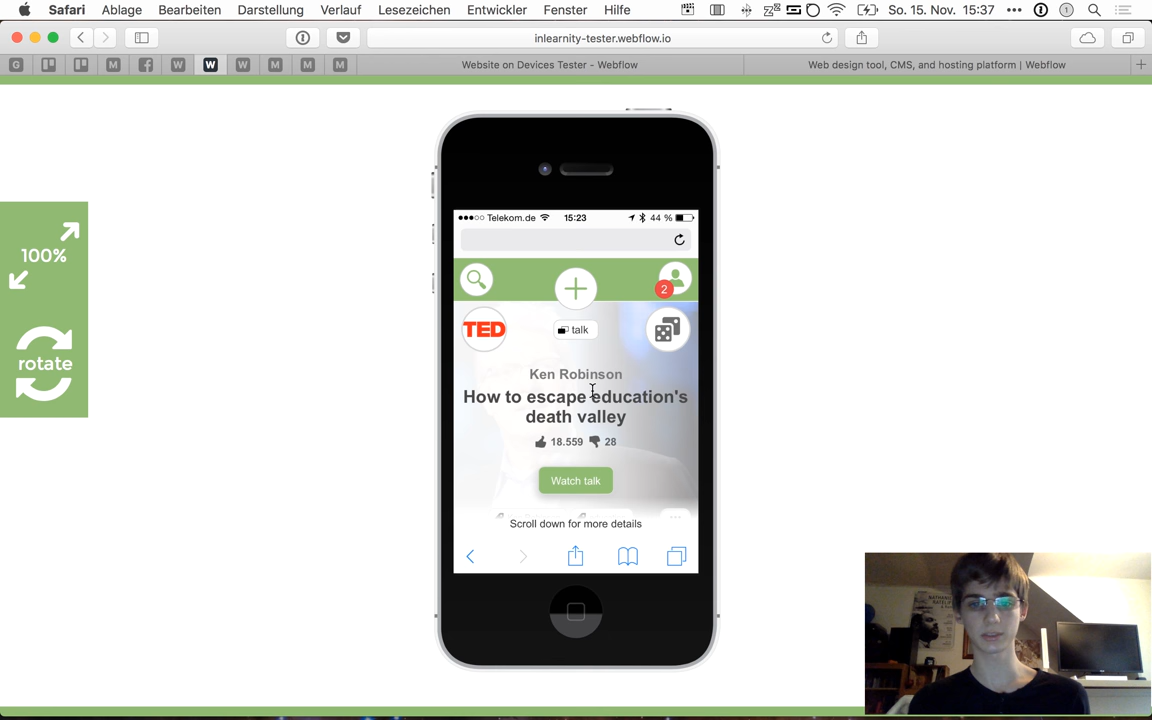 Safari Ablage Bearbeiten Darstellung Verlauf Lesezeichen Entwickler Fenster Hilfe 1 So. 15. Nov. 15:37
inlearnity-tester.webflow.io
Website on Devices Tester - Webflow
Web design tool, CMS, and hosting platform | Webflow
100%
rotate
Telekom.de 15:23 44 %
2
TED
talk
Ken Robinson
How to escape education's
death valley
18.559 28
Watch talk
Scroll down for more details